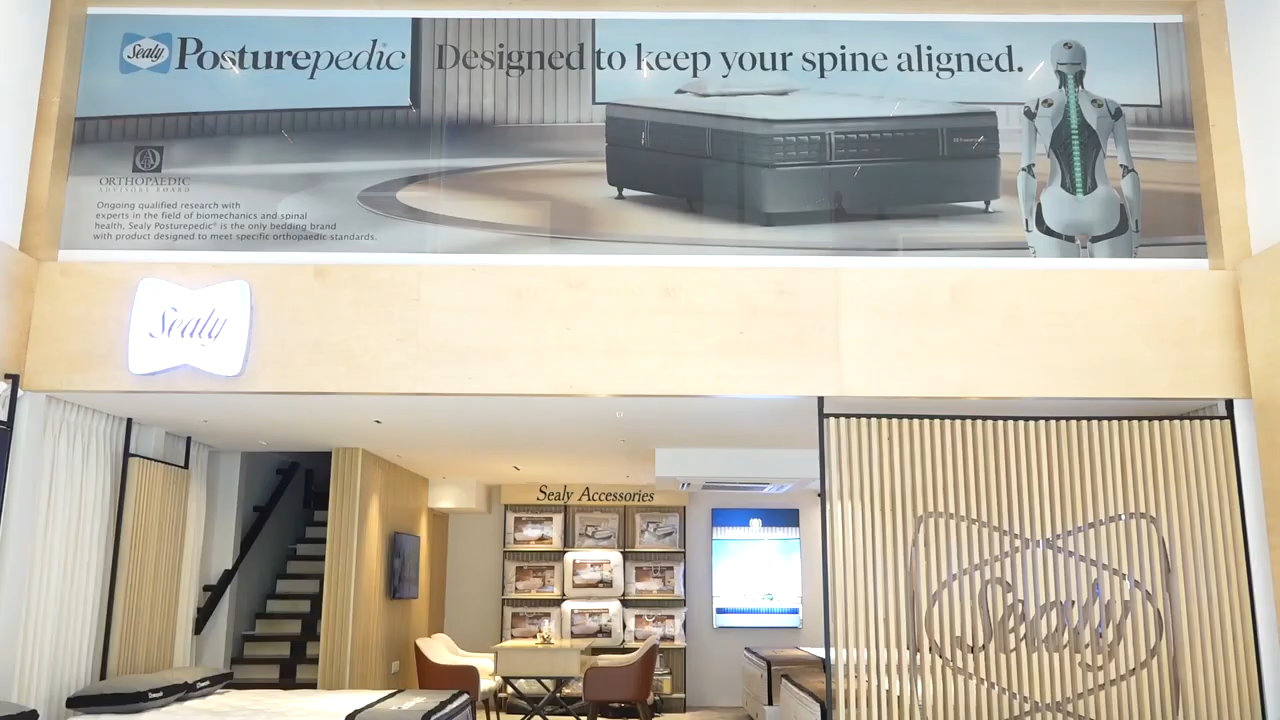 Sealy Posturepedic
Designed to keep your spine aligned.
ORTHOPAEDIC
ADVISORY BOARD
Ongoing qualified research with
experts in the field of biomechanics and spinal
health, Sealy Posturepedic® is the only bedding brand
with product designed to meet specific orthopaedic standards.
Sealy
Sealy Accessories
Sealy